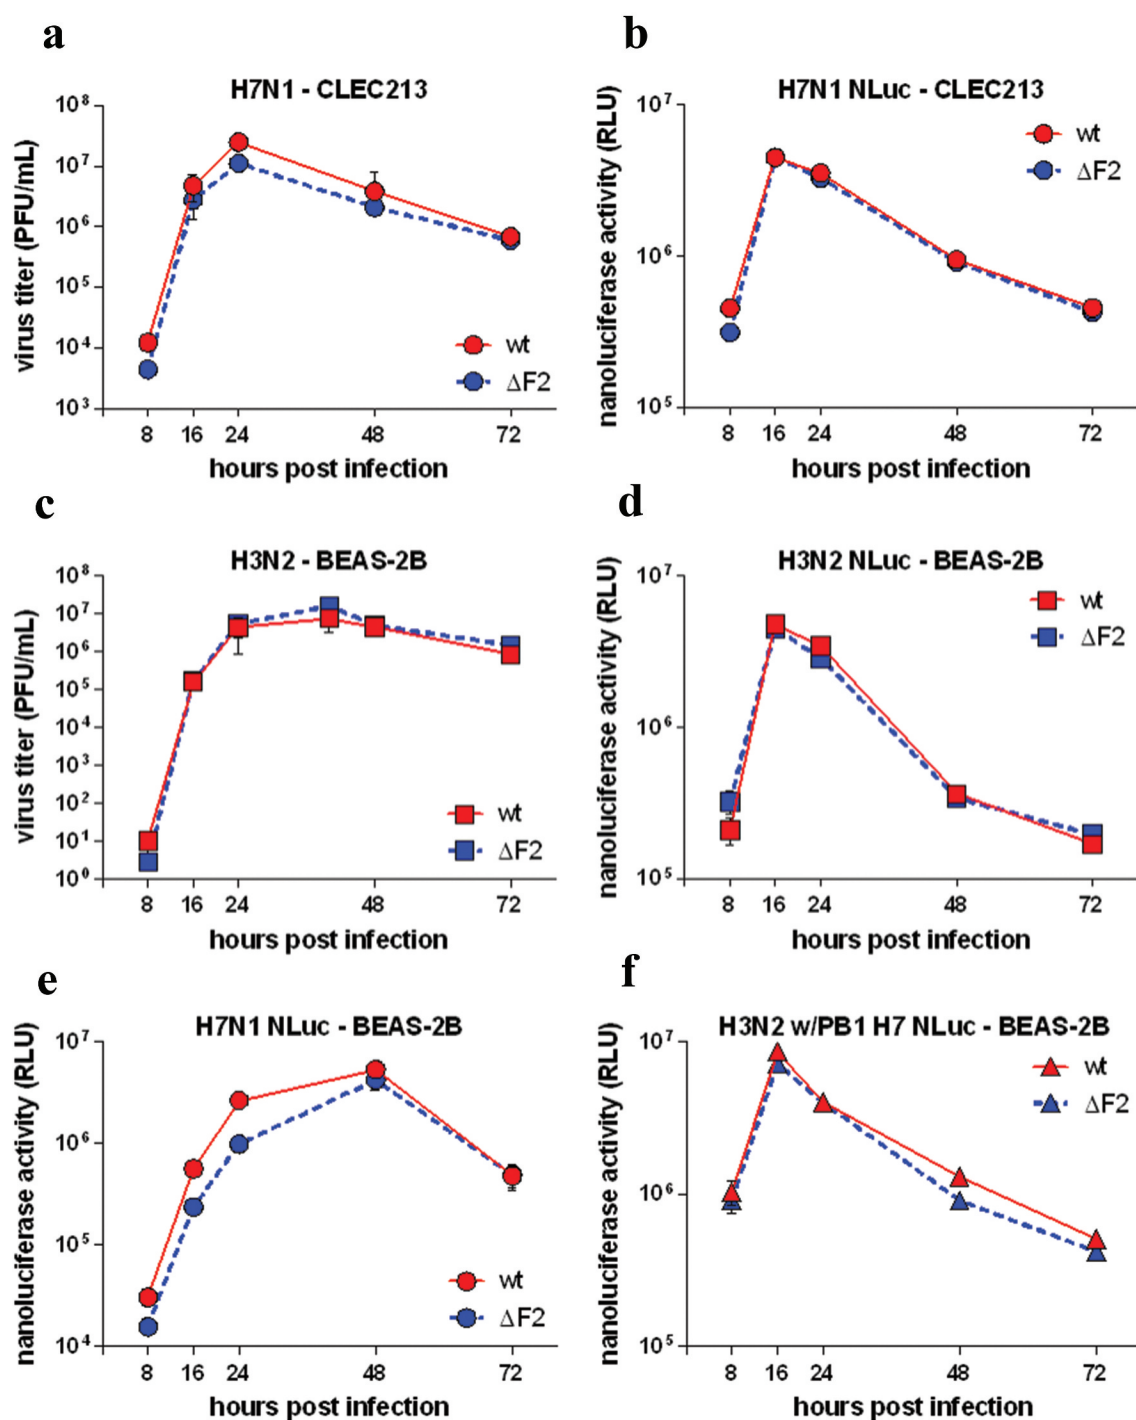 a
H7N1 - CLEC213
virus titer (PFU/mL)
10⁸
10⁷
10⁶
10⁵
10⁴
10³
wt
ΔF2
8 16 24 48 72
hours post infection
b
H7N1 NLuc - CLEC213
nanoluciferase activity (RLU)
10⁷
10⁶
10⁵
wt
ΔF2
8 16 24 48 72
hours post infection
c
H3N2 - BEAS-2B
virus titer (PFU/mL)
10⁸
10⁷
10⁶
10⁵
10⁴
10³
10²
10¹
10⁰
wt
ΔF2
8 16 24 48 72
hours post infection
d
H3N2 NLuc - BEAS-2B
nanoluciferase activity (RLU)
10⁷
10⁶
10⁵
wt
ΔF2
8 16 24 48 72
hours post infection
e
H7N1 NLuc - BEAS-2B
nanoluciferase activity (RLU)
10⁷
10⁶
10⁵
10⁴
wt
ΔF2
8 16 24 48 72
hours post infection
f
H3N2 w/PB1 H7 NLuc - BEAS-2B
nanoluciferase activity (RLU)
10⁷
10⁶
10⁵
wt
ΔF2
8 16 24 48 72
hours post infection